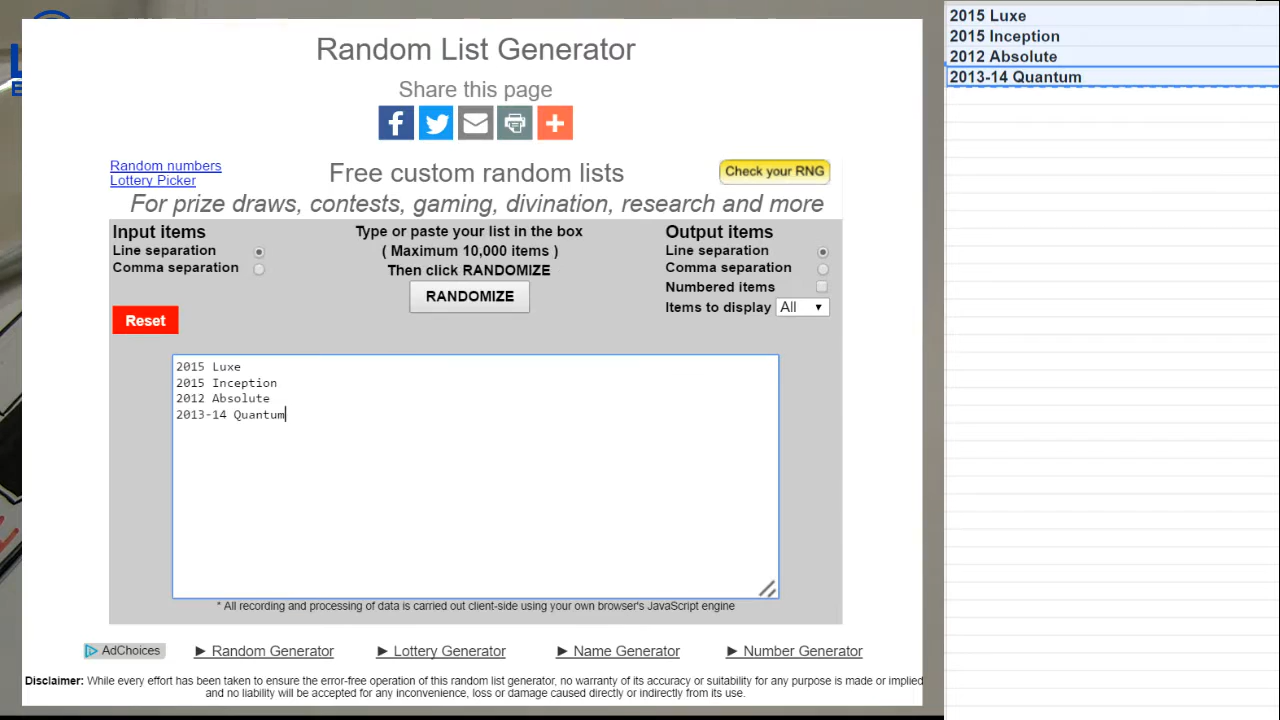 Random List Generator
Share this page
Random numbers
Lottery Picker
Free custom random lists
Check your RNG
For prize draws, contests, gaming, divination, research and more
Input items
Line separation
Comma separation
Reset
Type or paste your list in the box
( Maximum 10,000 items )
Then click RANDOMIZE
RANDOMIZE
Output items
Line separation
Comma separation
Numbered items
Items to display All
2015 Luxe
2015 Inception
2012 Absolute
2013-14 Quantum
* All recording and processing of data is carried out client-side using your own browser's JavaScript engine
AdChoices
► Random Generator
► Lottery Generator
► Name Generator
► Number Generator
Disclaimer: While every effort has been taken to ensure the error-free operation of this random list generator, no warranty of its accuracy or suitability for any purpose is made or implied
and no liability will be accepted for any inconvenience, loss or damage caused directly or indirectly from its use.
2015 Luxe
2015 Inception
2012 Absolute
2013-14 Quantum